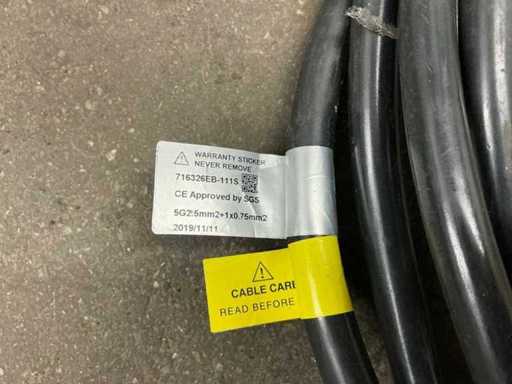 WARRANTY STICKER
NEVER REMOVE
716326EB-111S
CE Approved by SGS
5G2.5mm2+1x0.75mm2
2019/11/11
CABLE CARE
READ BEFORE